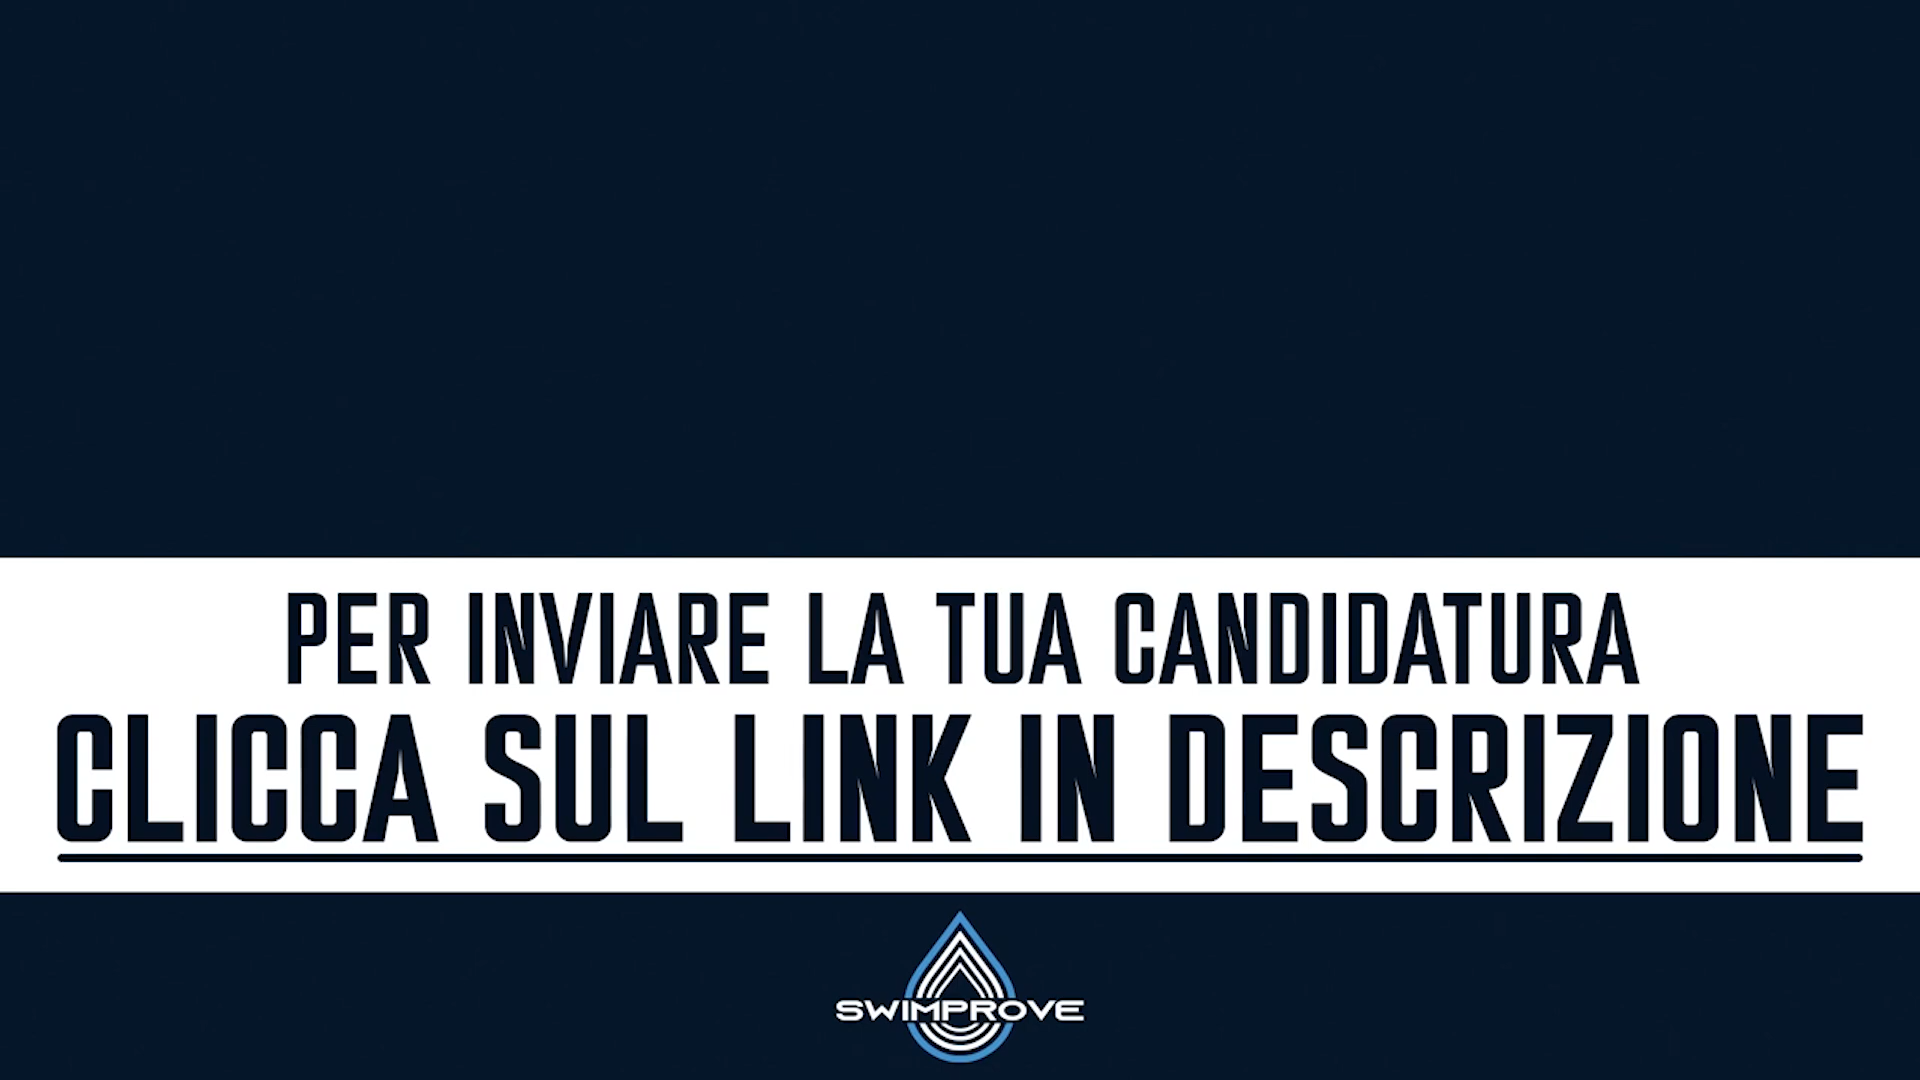 PER INVIARE LA TUA CANDIDATURA
CLICCA SUL LINK IN DESCRIZIONE
SWIMPROVE